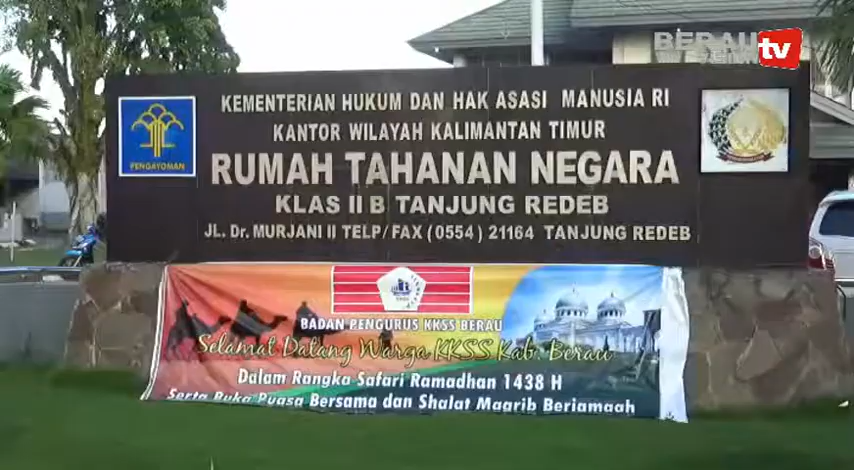 BERAU tv
KEMENTERIAN HUKUM DAN HAK ASASI MANUSIA RI
KANTOR WILAYAH KALIMANTAN TIMUR
PENGAYOMAN
RUMAH TAHANAN NEGARA
KLAS II B TANJUNG REDEB
JL. Dr. MURJANI II TELP/FAX (0554) 21164 TANJUNG REDEB
BADAN PENGURUS KKSS BERAU
Selamat Datang Warga KKSS Kab. Berau
Dalam Rangka Safari Ramadhan 1438 H
Serta Buka Puasa Bersama dan Shalat Magrib Berjamaah